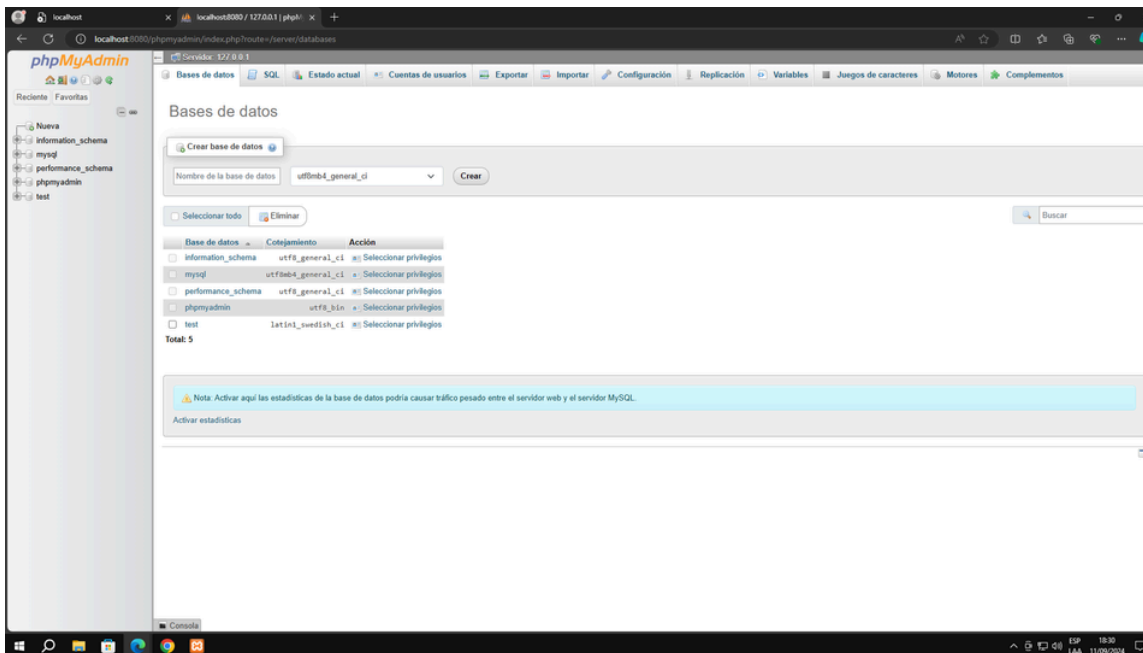 localhost
localhost:8080 / 127.0.0.1 | phpM
localhost:8080/phpmyadmin/index.php?route=/server/databases
phpMyAdmin
Reciente Favoritas
Nueva
information_schema
mysql
performance_schema
phpmyadmin
test
Servidor: 127.0.0.1
Bases de datos SQL Estado actual Cuentas de usuarios Exportar Importar Configuración Replicación Variables Juegos de caracteres Motores Complementos
Bases de datos
Crear base de datos
Nombre de la base de datos utf8mb4_general_ci Crear
Seleccionar todo Eliminar Buscar
Base de datos Cotejamiento Acción
information_schema utf8_general_ci Seleccionar privilegios
mysql utf8mb4_general_ci Seleccionar privilegios
performance_schema utf8_general_ci Seleccionar privilegios
phpmyadmin utf8_bin Seleccionar privilegios
test latin1_swedish_ci Seleccionar privilegios
Total: 5
Nota: Activar aquí las estadísticas de la base de datos podría causar tráfico pesado entre el servidor web y el servidor MySQL.
Activar estadísticas
Consola
ESP 18:30
LAA 11/09/2024